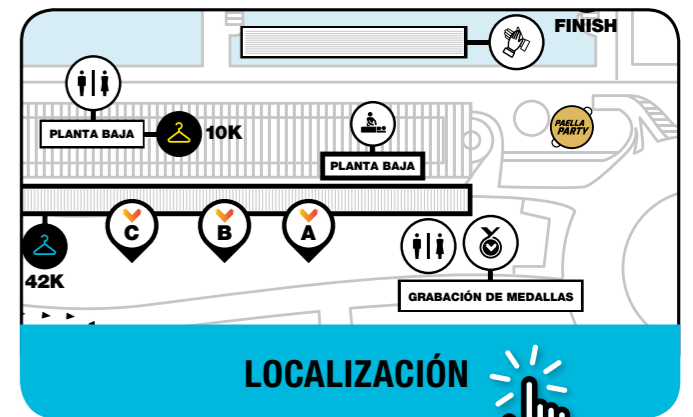 FINISH
PLANTA BAJA
10K
PAELLA
PARTY
PLANTA BAJA
C
B
A
42K
GRABACIÓN DE MEDALLAS
LOCALIZACIÓN